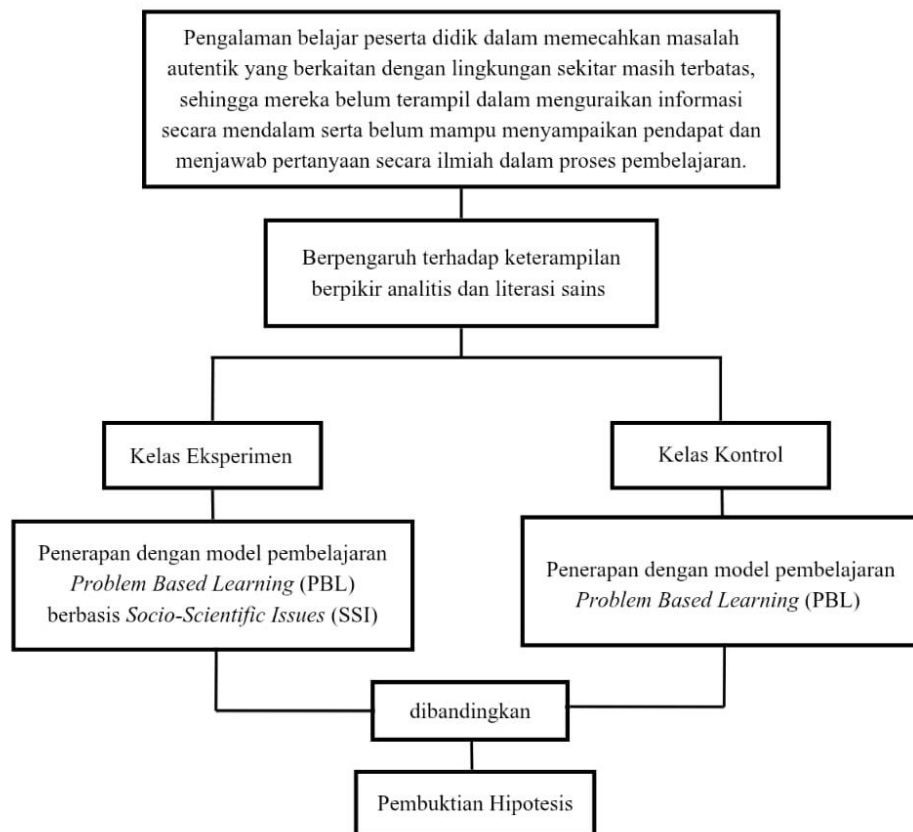 Pengalaman belajar peserta didik dalam memecahkan masalah
autentik yang berkaitan dengan lingkungan sekitar masih terbatas,
sehingga mereka belum terampil dalam menguraikan informasi
secara mendalam serta belum mampu menyampaikan pendapat dan
menjawab pertanyaan secara ilmiah dalam proses pembelajaran.
Berpengaruh terhadap keterampilan
berpikir analitis dan literasi sains
Kelas Eksperimen
Kelas Kontrol
Penerapan dengan model pembelajaran
Problem Based Learning (PBL)
berbasis Socio-Scientific Issues (SSI)
Penerapan dengan model pembelajaran
Problem Based Learning (PBL)
dibandingkan
Pembuktian Hipotesis